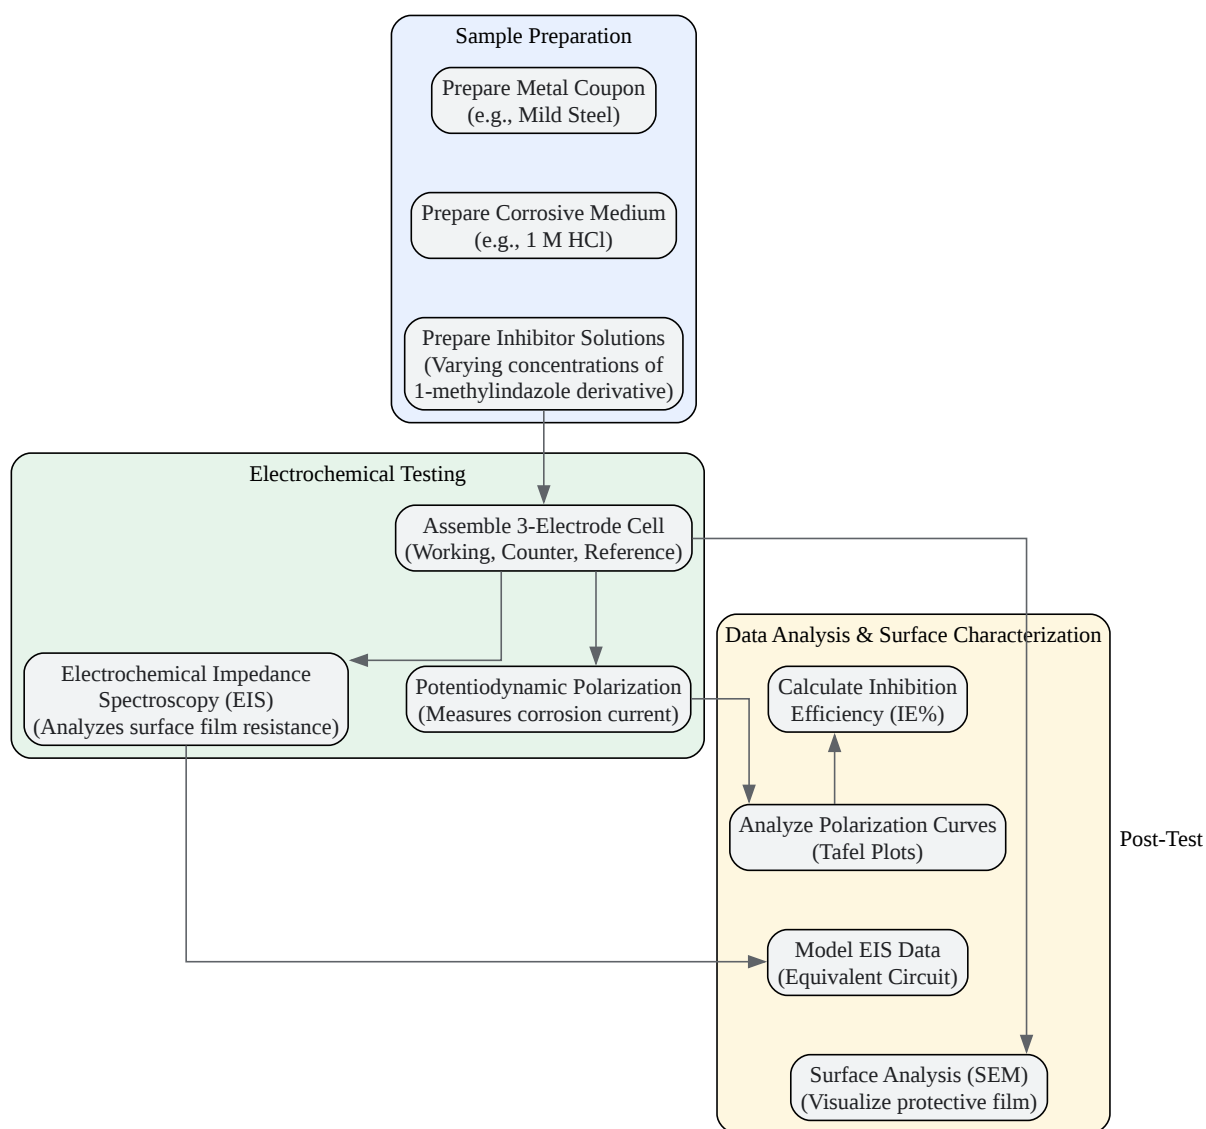 Sample Preparation
Prepare Metal Coupon
(e.g., Mild Steel)
Prepare Corrosive Medium
(e.g., 1 M HCl)
Prepare Inhibitor Solutions
(Varying concentrations of
1-methylindazole derivative)
Electrochemical Testing
Assemble 3-Electrode Cell
(Working, Counter, Reference)
Electrochemical Impedance
Spectroscopy (EIS)
(Analyzes surface film resistance)
Potentiodynamic Polarization
(Measures corrosion current)
Data Analysis & Surface Characterization
Calculate Inhibition
Efficiency (IE%)
Analyze Polarization Curves
(Tafel Plots)
Post-Test
Model EIS Data
(Equivalent Circuit)
Surface Analysis (SEM)
(Visualize protective film)